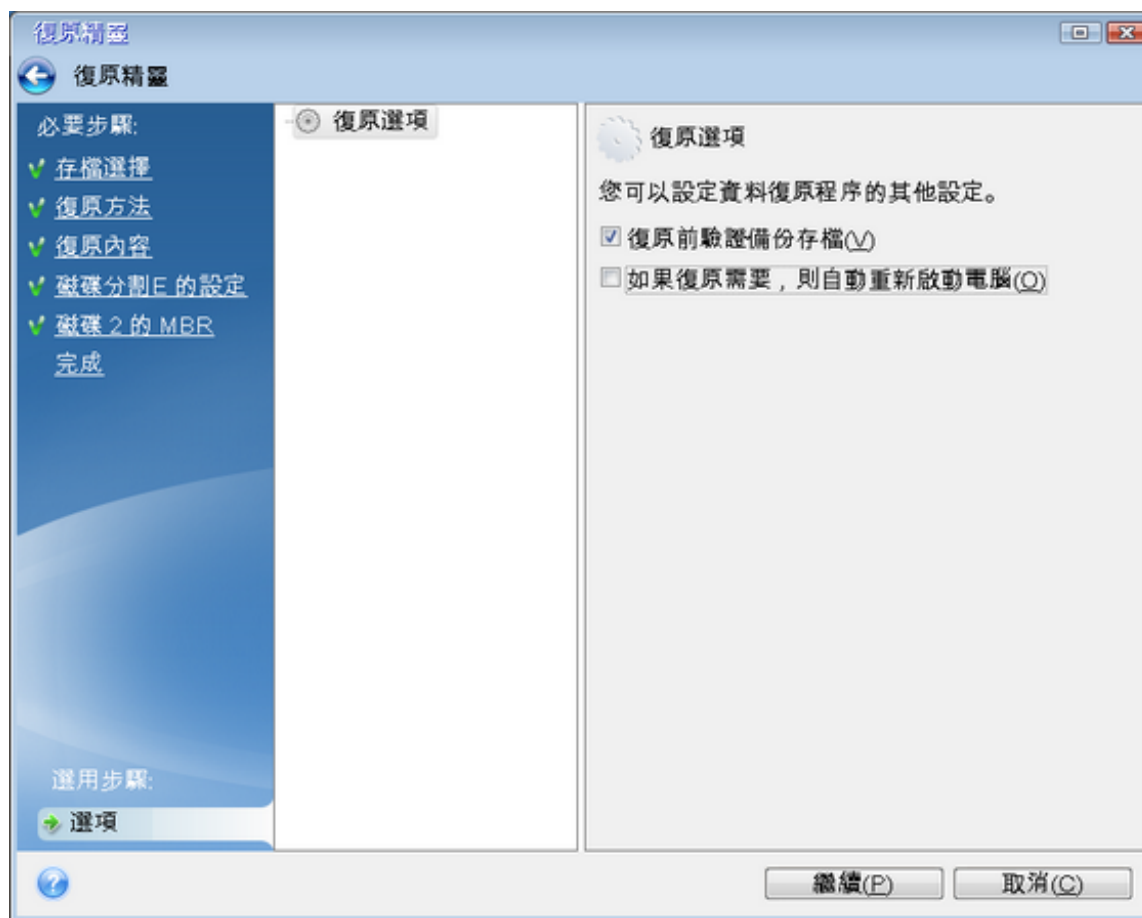 復原精靈
復原精靈
必要步驟:
存檔選擇
復原方法
復原內容
磁碟分割E 的設定
磁碟 2 的 MBR
完成
選用步驟:
選項
復原選項
復原選項
您可以設定資料復原程序的其他設定。
復原前驗證備份存檔(V)
如果復原需要，則自動重新啟動電腦(O)
繼續(P)
取消(C)